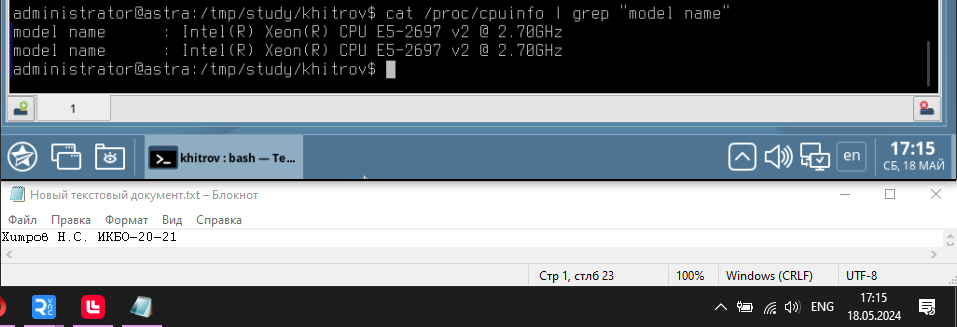 administrator@astra:/tmp/study/khitrov$ cat /proc/cpuinfo | grep "model name"
model name      : Intel(R) Xeon(R) CPU E5-2697 v2 @ 2.70GHz
model name      : Intel(R) Xeon(R) CPU E5-2697 v2 @ 2.70GHz
administrator@astra:/tmp/study/khitrov$
1
khitrov : bash — Te...
en
17:15
СБ, 18 МАЙ
Новый текстовый документ.txt – Блокнот
Файл Правка Формат Вид Справка
Хитров Н.С. ИКБО-20-21
Стр 1, стлб 23 100% Windows (CRLF) UTF-8
ENG
17:15
18.05.2024